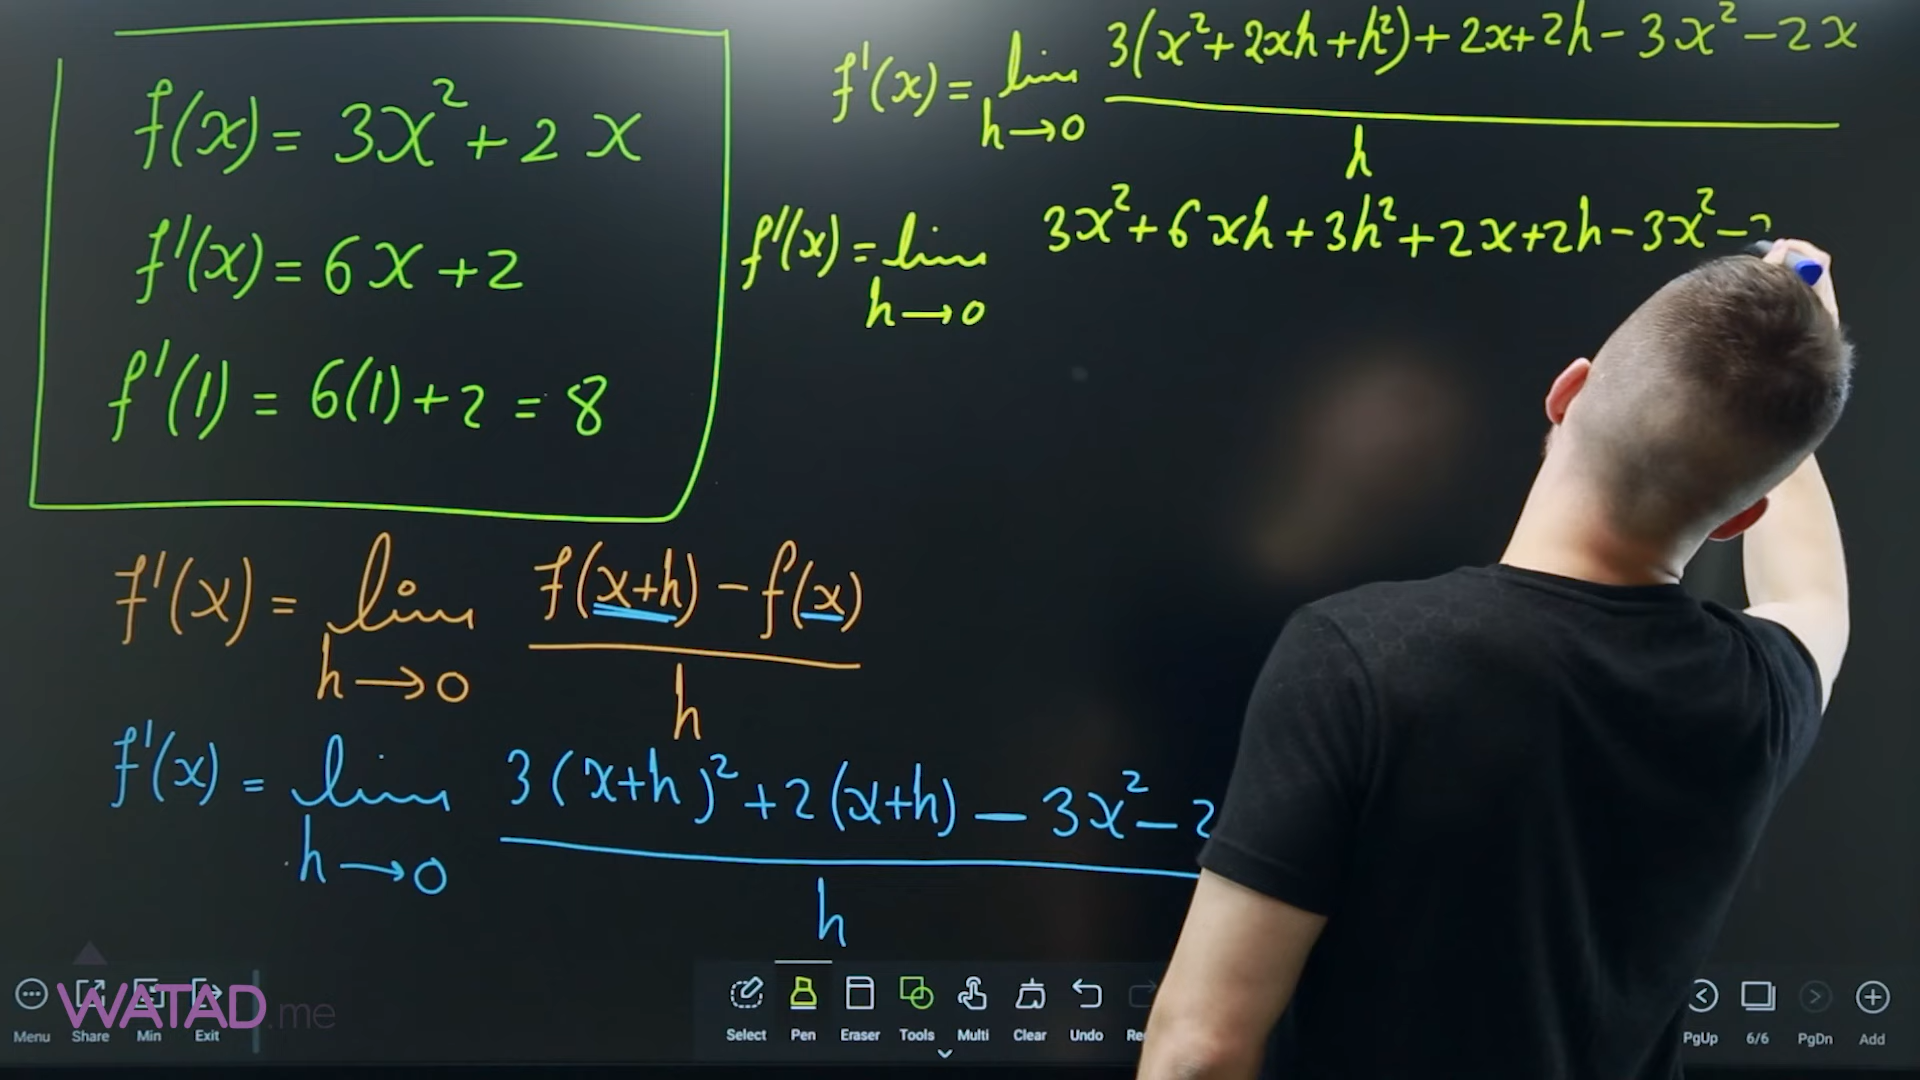 f(x) = 3x² + 2x
f'(x) = 6x + 2
f'(1) = 6(1) + 2 = 8
f'(x) = lim h→0 (3(x² + 2xh + h²) + 2x + 2h - 3x² - 2x) / h
f'(x) = lim h→0 3x² + 6xh + 3h² + 2x + 2h - 3x² -
f'(x) = lim h→0 (f(x+h) - f(x)) / h
f'(x) = lim h→0 (3(x+h)² + 2(x+h) - 3x² - 2) / h
WATAD.me
Menu Share Min Exit
Select Pen Eraser Tools Multi Clear Undo
PgUp 6/6 PgDn Add